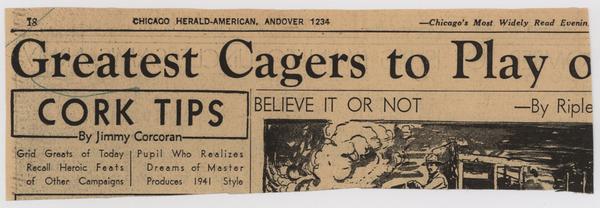 18 CHICAGO HERALD-AMERICAN, ANDOVER 1234 —Chicago's Most Widely Read Evenin
Greatest Cagers to Play o
CORK TIPS
By Jimmy Corcoran
Grid Greats of Today
Recall Heroic Feats
of Other Campaigns
Pupil Who Realizes
Dreams of Master
Produces 1941 Style
BELIEVE IT OR NOT —By Riple